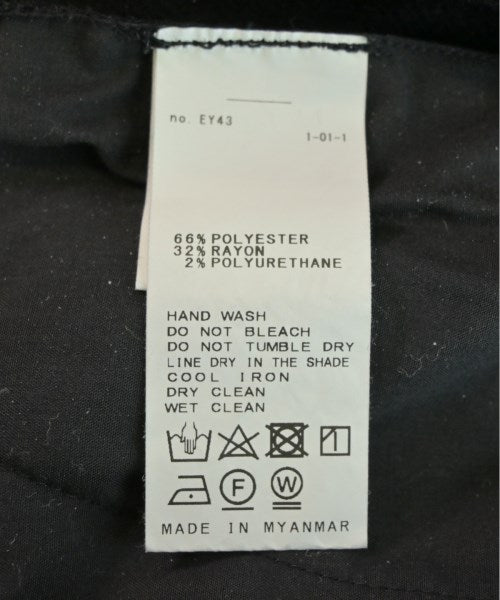 no. EY43
1-01-1
66% POLYESTER
32% RAYON
2% POLYURETHANE
HAND WASH
DO NOT BLEACH
DO NOT TUMBLE DRY
LINE DRY IN THE SHADE
COOL IRON
DRY CLEAN
WET CLEAN
F W
MADE IN MYANMAR